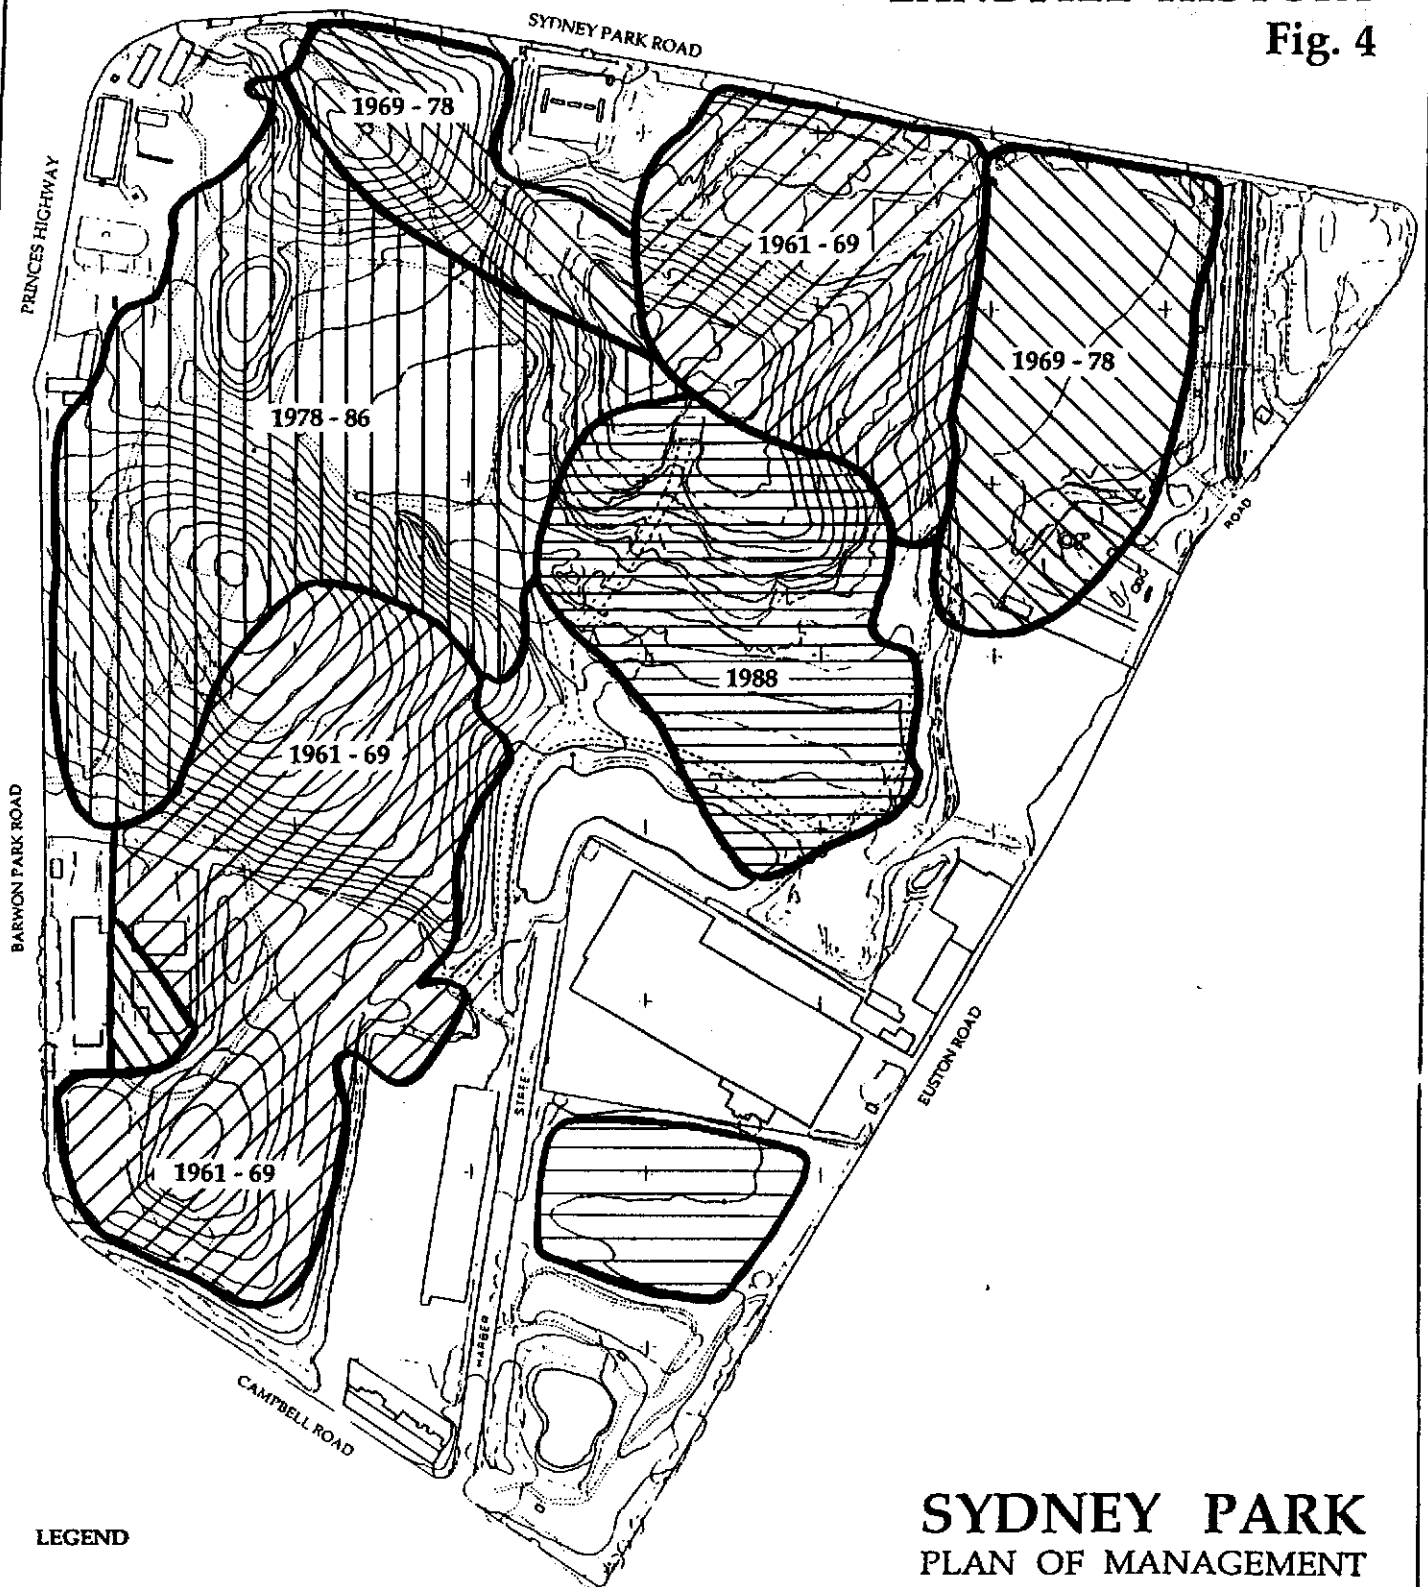 Fig. 4
SYDNEY PARK ROAD
1969 - 78
PRINCES HIGHWAY
1961 - 69
1969 - 78
1978 - 86
ROAD
1988
1961 - 69
BARWON PARK ROAD
EUSTON ROAD
STREET
1961 - 69
HARBER
CAMPBELL ROAD
LEGEND
SYDNEY PARK
PLAN OF MANAGEMENT